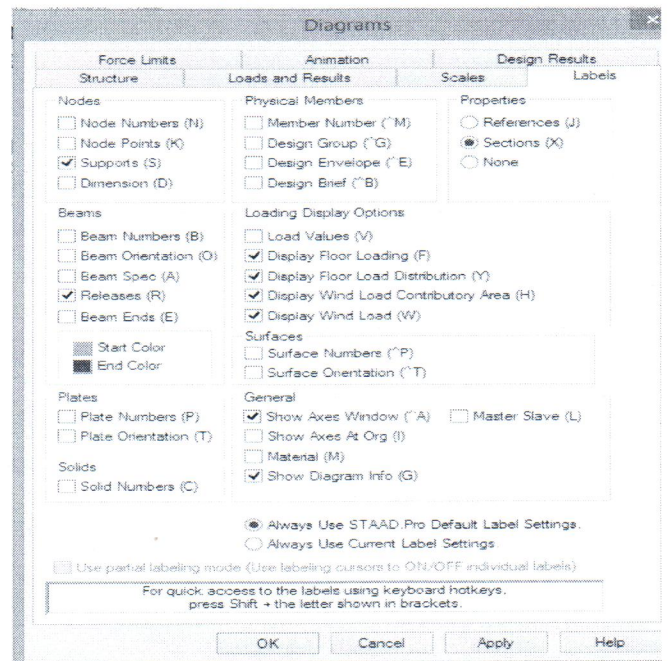 Diagrams
Force Limits Animation Design Results
Structure Loads and Results Scales Labels
Nodes
Node Numbers (N)
Node Points (K)
Supports (S)
Dimension (D)
Physical Members
Member Number (^M)
Design Group (^G)
Design Envelope (^E)
Design Brief (^B)
Properties
References (J)
Sections (X)
None
Beams
Beam Numbers (B)
Beam Orientation (O)
Beam Spec (A)
Releases (R)
Beam Ends (E)
Start Color
End Color
Loading Display Options
Load Values (V)
Display Floor Loading (F)
Display Floor Load Distribution (Y)
Display Wind Load Contributory Area (H)
Display Wind Load (W)
Surfaces
Surface Numbers (^P)
Surface Orientation (^T)
Plates
Plate Numbers (P)
Plate Orientation (T)
Solids
Solid Numbers (C)
General
Show Axes Window (^A) Master Slave (L)
Show Axes At Org (I)
Material (M)
Show Diagram Info (G)
Always Use STAAD.Pro Default Label Settings.
Always Use Current Label Settings.
Use partial labeling mode (Use labeling cursors to ON/OFF individual labels)
For quick access to the labels using keyboard hotkeys,
press Shift + the letter shown in brackets.
OK Cancel Apply Help